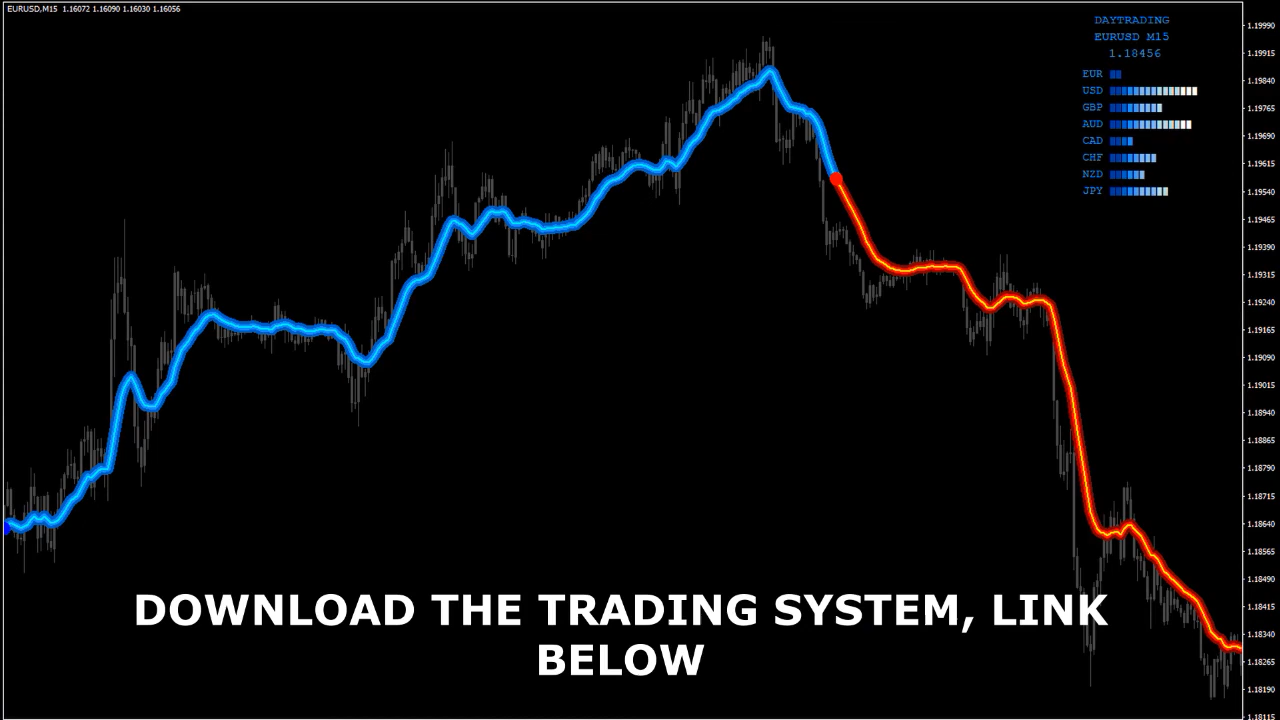 EURUSD,M15 1.16072 1.16090 1.16030 1.16056
DAYTRADING
EURUSD M15
1.18456
EUR
USD
GBP
AUD
CAD
CHF
NZD
JPY
1.19990
1.19915
1.19840
1.19765
1.19690
1.19615
1.19540
1.19465
1.19390
1.19315
1.19240
1.19165
1.19090
1.19015
1.18940
1.18865
1.18790
1.18715
1.18640
1.18565
1.18490
1.18415
1.18340
1.18265
1.18190
1.18115
DOWNLOAD THE TRADING SYSTEM, LINK
BELOW